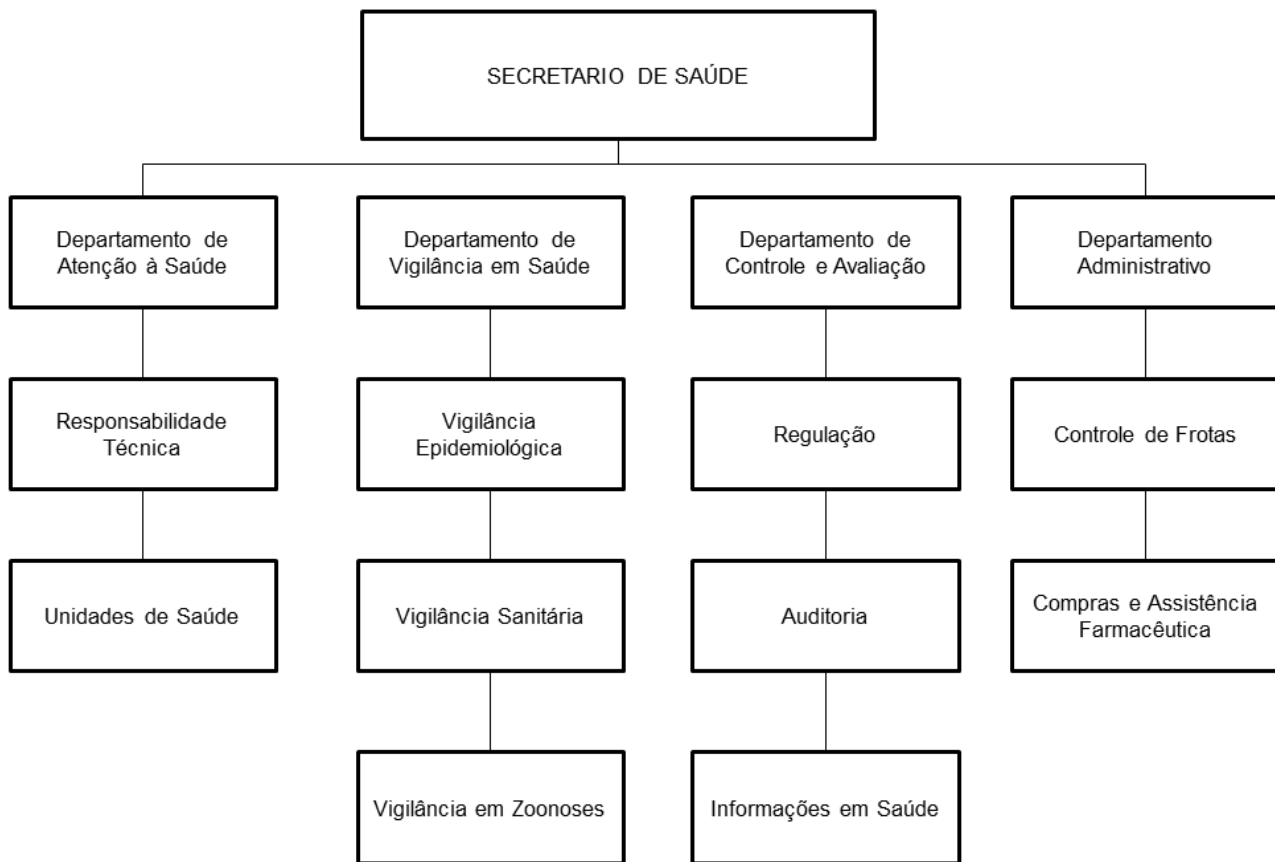 SECRETARIO DE SAÚDE
Departamento de
Atenção à Saúde
Departamento de
Vigilância em Saúde
Departamento de
Controle e Avaliação
Departamento
Administrativo
Responsabilidade
Técnica
Vigilância
Epidemiológica
Regulação
Controle de Frotas
Unidades de Saúde
Vigilância Sanitária
Auditoria
Compras e Assistência
Farmacêutica
Vigilância em Zoonoses
Informações em Saúde